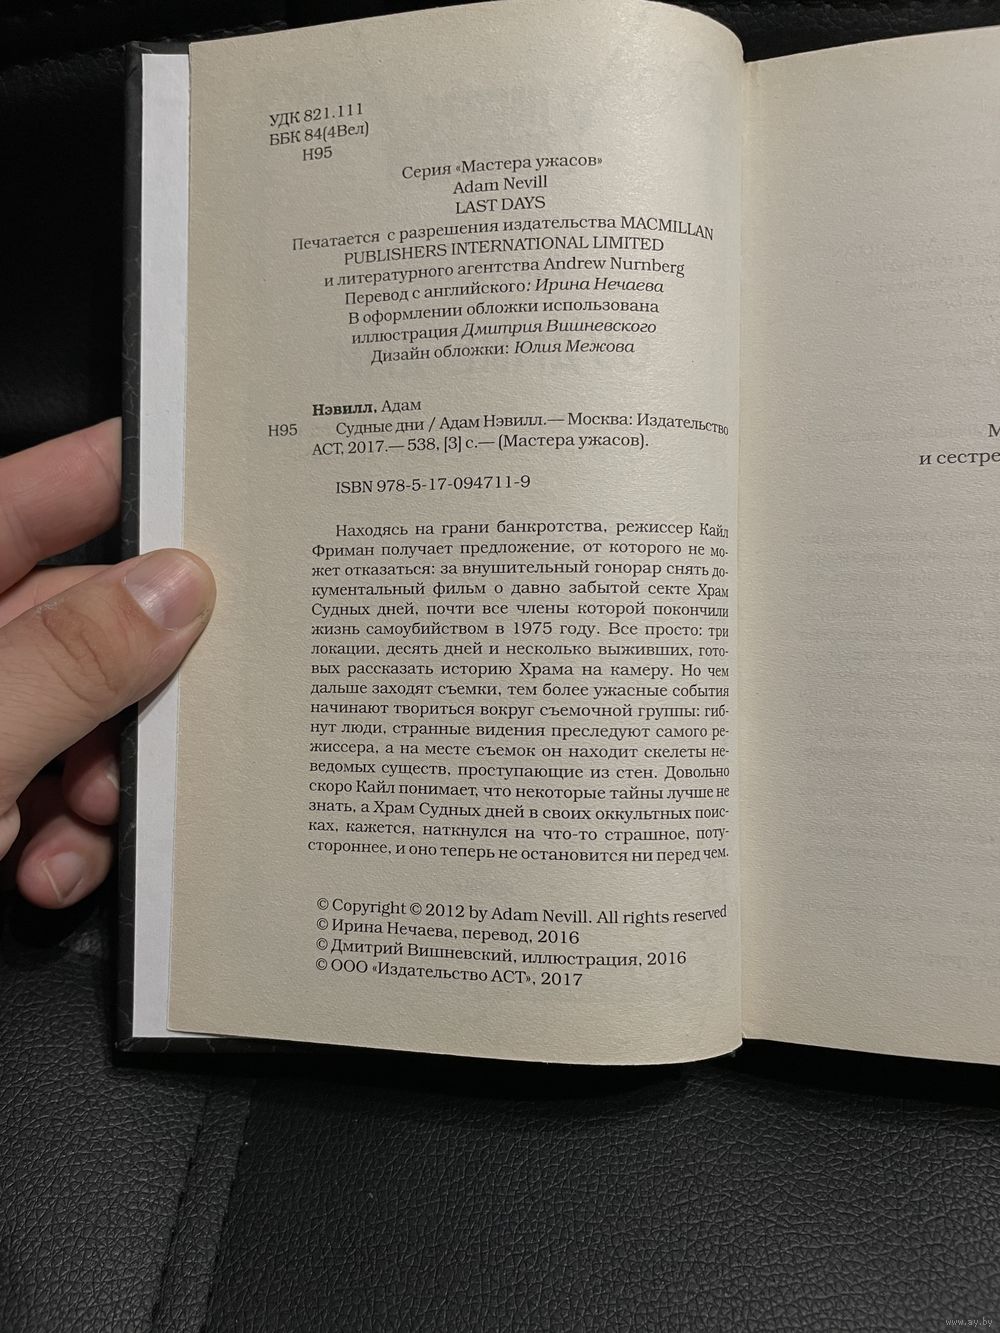 УДК 821.111
ББК 84(4Вел)
Н95
Серия «Мастера ужасов»
Adam Nevill
LAST DAYS
Печатается с разрешения издательства MACMILLAN
PUBLISHERS INTERNATIONAL LIMITED
и литературного агентства Andrew Nurnberg
Перевод с английского: Ирина Нечаева
В оформлении обложки использована
иллюстрация Дмитрия Вишневского
Дизайн обложки: Юлия Межова
Нэвилл, Адам
Н95 Судные дни / Адам Нэвилл.— Москва: Издательство
АСТ, 2017.— 538, [3] с.— (Мастера ужасов).
ISBN 978-5-17-094711-9
Находясь на грани банкротства, режиссер Кайл
Фриман получает предложение, от которого не мо-
жет отказаться: за внушительный гонорар снять до-
кументальный фильм о давно забытой секте Храм
Судных дней, почти все члены которой покончили
жизнь самоубийством в 1975 году. Все просто: три
локации, десять дней и несколько выживших, гото-
вых рассказать историю Храма на камеру. Но чем
дальше заходят съемки, тем более ужасные события
начинают твориться вокруг съемочной группы: гиб-
нут люди, странные видения преследуют самого ре-
жиссера, а на месте съемок он находит скелеты не-
ведомых существ, проступающие из стен. Довольно
скоро Кайл понимает, что некоторые тайны лучше не
знать, а Храм Судных дней в своих оккультных поис-
ках, кажется, наткнулся на что-то страшное, поту-
стороннее, и оно теперь не остановится ни перед чем.
© Copyright © 2012 by Adam Nevill. All rights reserved
© Ирина Нечаева, перевод, 2016
© Дмитрий Вишневский, иллюстрация, 2016
© ООО «Издательство АСТ», 2017
М
и сестре
www.ay.by